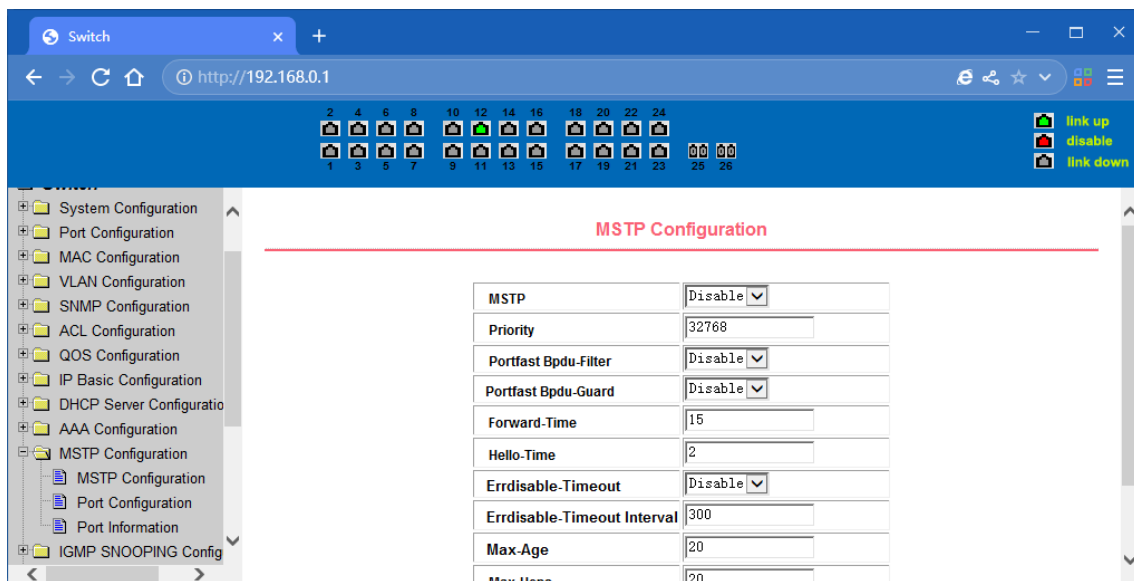 Switch
http://192.168.0.1
2 4 6 8 10 12 14 16 18 20 22 24
1 3 5 7 9 11 13 15 17 19 21 23 25 26
link up
disable
link down
Switch
System Configuration
Port Configuration
MAC Configuration
VLAN Configuration
SNMP Configuration
ACL Configuration
QOS Configuration
IP Basic Configuration
DHCP Server Configuratio
AAA Configuration
MSTP Configuration
MSTP Configuration
Port Configuration
Port Information
IGMP SNOOPING Config
MSTP Configuration
MSTP Disable
Priority 32768
Portfast Bpdu-Filter Disable
Portfast Bpdu-Guard Disable
Forward-Time 15
Hello-Time 2
Errdisable-Timeout Disable
Errdisable-Timeout Interval 300
Max-Age 20
Max-Hops 20